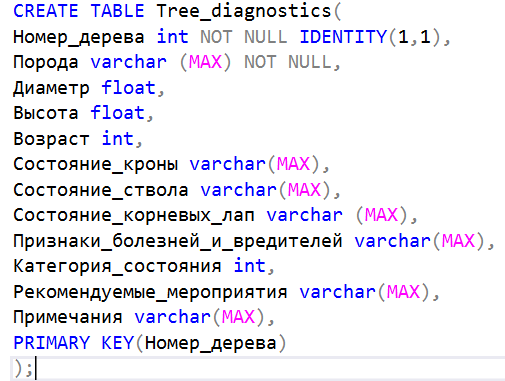 CREATE TABLE Tree_diagnostics(
Номер_дерева int NOT NULL IDENTITY(1,1),
Порода varchar (MAX) NOT NULL,
Диаметр float,
Высота float,
Возраст int,
Состояние_кроны varchar(MAX),
Состояние_ствола varchar(MAX),
Состояние_корневых_лап varchar (MAX),
Признаки_болезней_и_вредителей varchar(MAX),
Категория_состояния int,
Рекомендуемые_мероприятия varchar(MAX),
Примечания varchar(MAX),
PRIMARY KEY(Номер_дерева)
);